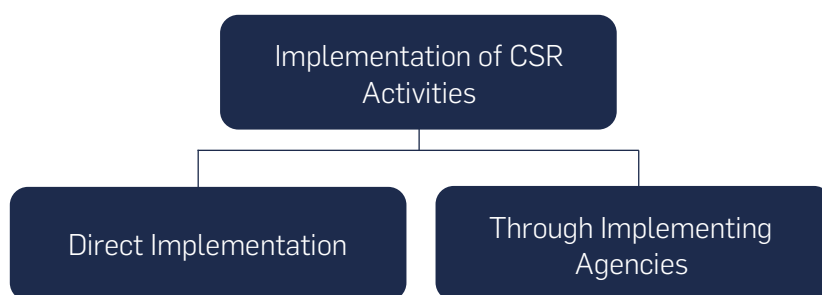 Implementation of CSR
Activities
Direct Implementation
Through Implementing
Agencies